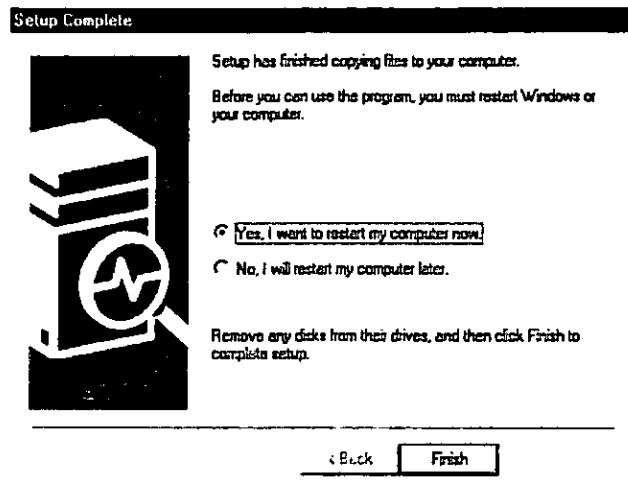 Setup Complete
Setup has finished copying files to your computer.
Before you can use the program, you must restart Windows or
your computer.
Yes, I want to restart my computer now.
No, I will restart my computer later.
Remove any disks from their drives, and then click Finish to
complete setup.
< Back
Finish